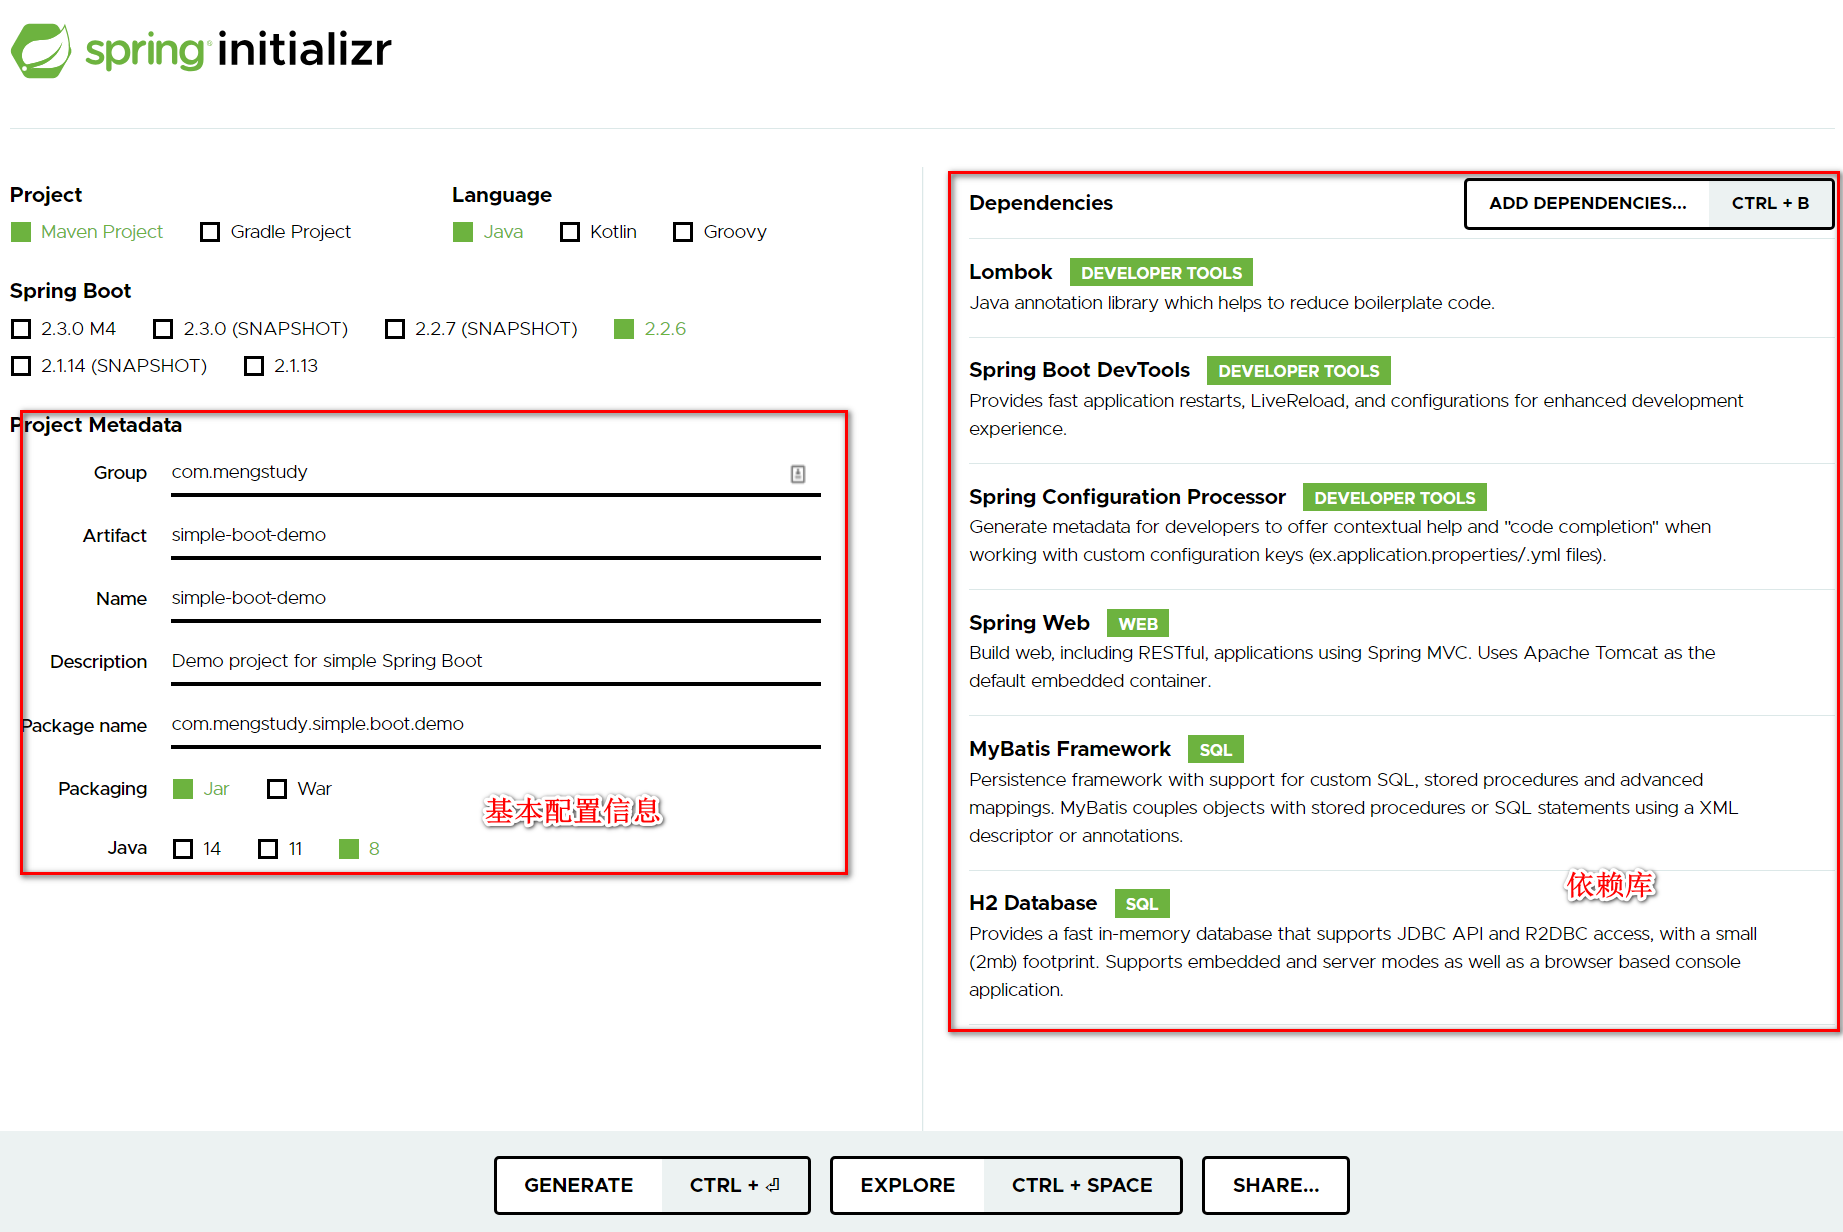 spring initializr
Project
Maven Project Gradle Project
Language
Java Kotlin Groovy
Spring Boot
2.3.0 M4 2.3.0 (SNAPSHOT) 2.2.7 (SNAPSHOT) 2.2.6
2.1.14 (SNAPSHOT) 2.1.13
Project Metadata
Group com.mengstudy
Artifact simple-boot-demo
Name simple-boot-demo
Description Demo project for simple Spring Boot
Package name com.mengstudy.simple.boot.demo
Packaging Jar War
基本配置信息
Java 14 11 8
Dependencies ADD DEPENDENCIES... CTRL + B
Lombok DEVELOPER TOOLS
Java annotation library which helps to reduce boilerplate code.
Spring Boot DevTools DEVELOPER TOOLS
Provides fast application restarts, LiveReload, and configurations for enhanced development
experience.
Spring Configuration Processor DEVELOPER TOOLS
Generate metadata for developers to offer contextual help and "code completion" when
working with custom configuration keys (ex.application.properties/.yml files).
Spring Web WEB
Build web, including RESTful, applications using Spring MVC. Uses Apache Tomcat as the
default embedded container.
MyBatis Framework SQL
Persistence framework with support for custom SQL, stored procedures and advanced
mappings. MyBatis couples objects with stored procedures or SQL statements using a XML
descriptor or annotations.
依赖库
H2 Database SQL
Provides a fast in-memory database that supports JDBC API and R2DBC access, with a small
(2mb) footprint. Supports embedded and server modes as well as a browser based console
application.
GENERATE CTRL + ⏎ EXPLORE CTRL + SPACE SHARE...